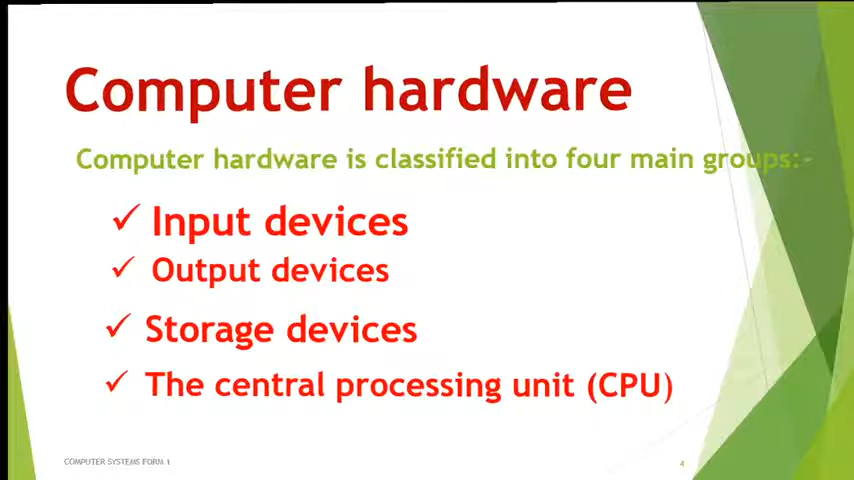 Computer hardware
Computer hardware is classified into four main groups:-
✓ Input devices
✓ Output devices
✓ Storage devices
✓ The central processing unit (CPU)
COMPUTER SYSTEMS FORM 1
4